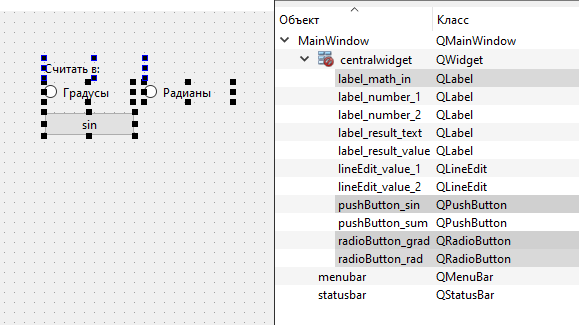 Считать в:
Градусы Радианы
sin
Объект Класс
MainWindow QMainWindow
centralwidget QWidget
label_math_in QLabel
label_number_1 QLabel
label_number_2 QLabel
label_result_text QLabel
label_result_value QLabel
lineEdit_value_1 QLineEdit
lineEdit_value_2 QLineEdit
pushButton_sin QPushButton
pushButton_sum QPushButton
radioButton_grad QRadioButton
radioButton_rad QRadioButton
menubar QMenuBar
statusbar QStatusBar